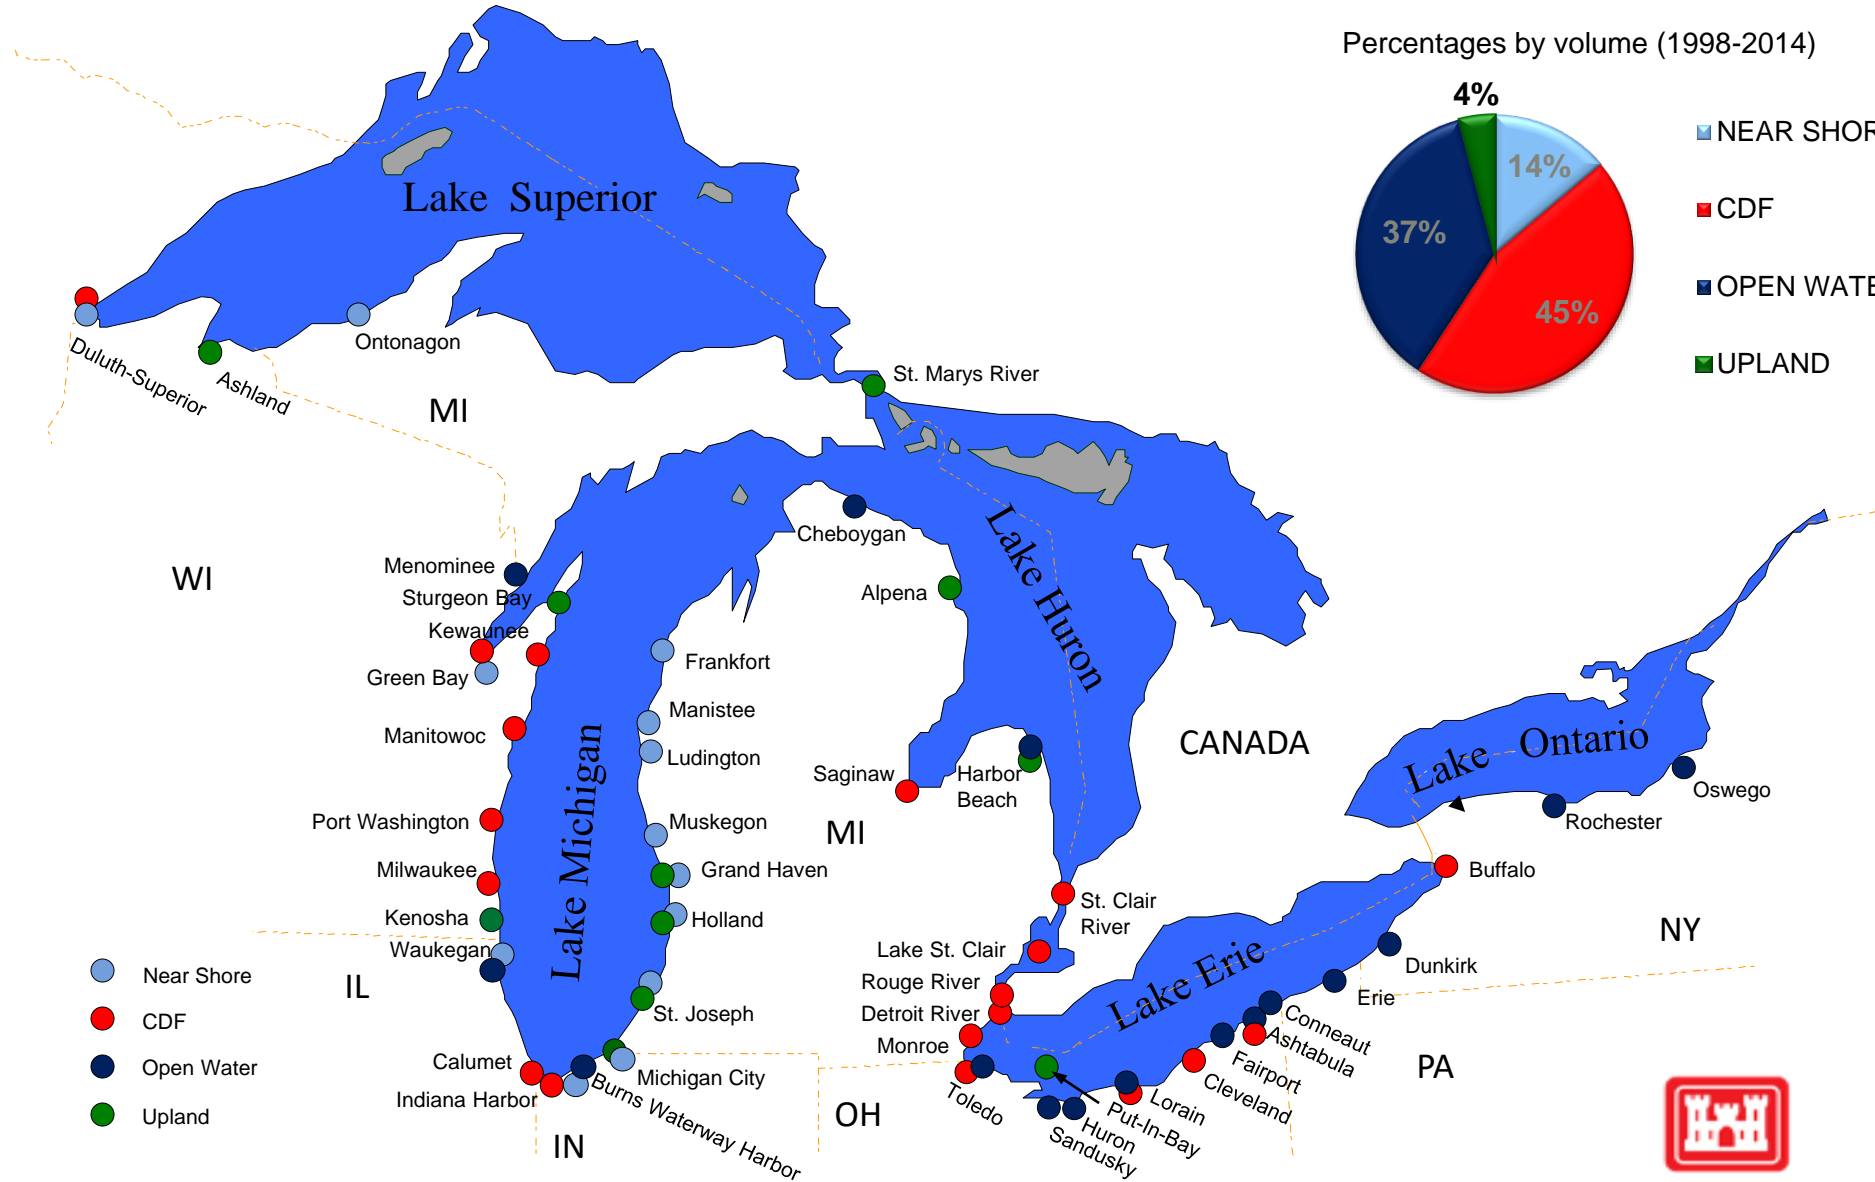 Percentages by volume (1998-2014)
4%
14%
37%
45%
NEAR SHOR
CDF
OPEN WATE
UPLAND
Lake Superior
Duluth-Superior
Ashland
Ontonagon
St. Marys River
MI
WI
Cheboygan
Menominee
Sturgeon Bay
Kewaunee
Green Bay
Manitowoc
Port Washington
Milwaukee
Kenosha
Waukegan
Calumet
Indiana Harbor
Lake Michigan
Frankfort
Manistee
Ludington
Muskegon
Grand Haven
Holland
St. Joseph
Michigan City
Burns Waterway Harbor
Alpena
Lake Huron
Saginaw
Harbor
Beach
MI
CANADA
St. Clair
River
Lake St. Clair
Rouge River
Detroit River
Monroe
Toledo
Lake Erie
Sandusky
Huron
Put-In-Bay
Lorain
Cleveland
Fairport
Ashtabula
Conneaut
Erie
Dunkirk
Buffalo
Lake Ontario
Rochester
Oswego
NY
PA
OH
IN
IL
Near Shore
CDF
Open Water
Upland